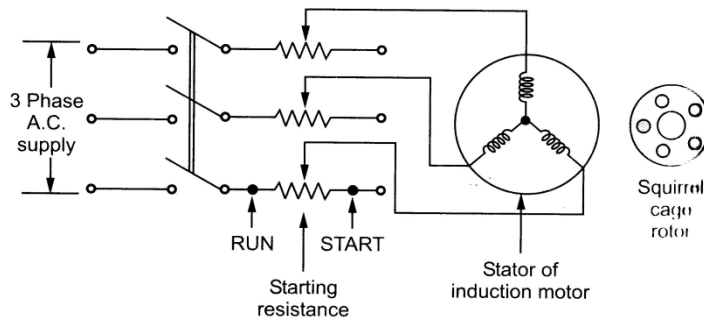 3 Phase
A.C.
supply
RUN
START
Starting
resistance
Stator of
induction motor
Squirrel
cage
rotor